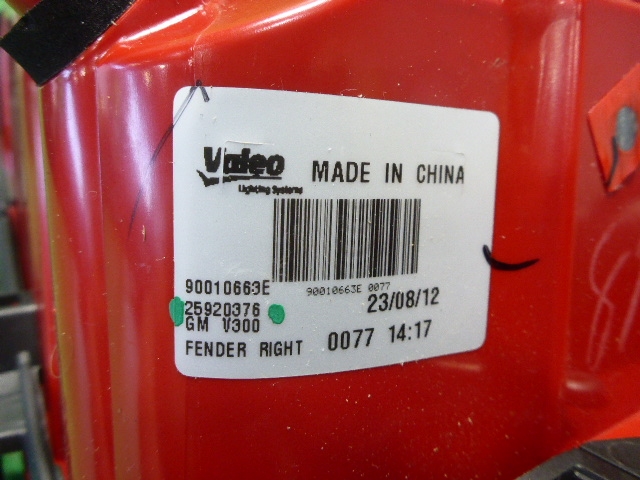 Valeo MADE IN CHINA
Lighting Systems
90010663E 90010663E 0077
25920376 23/08/12
GM V300
FENDER RIGHT 0077 14:17